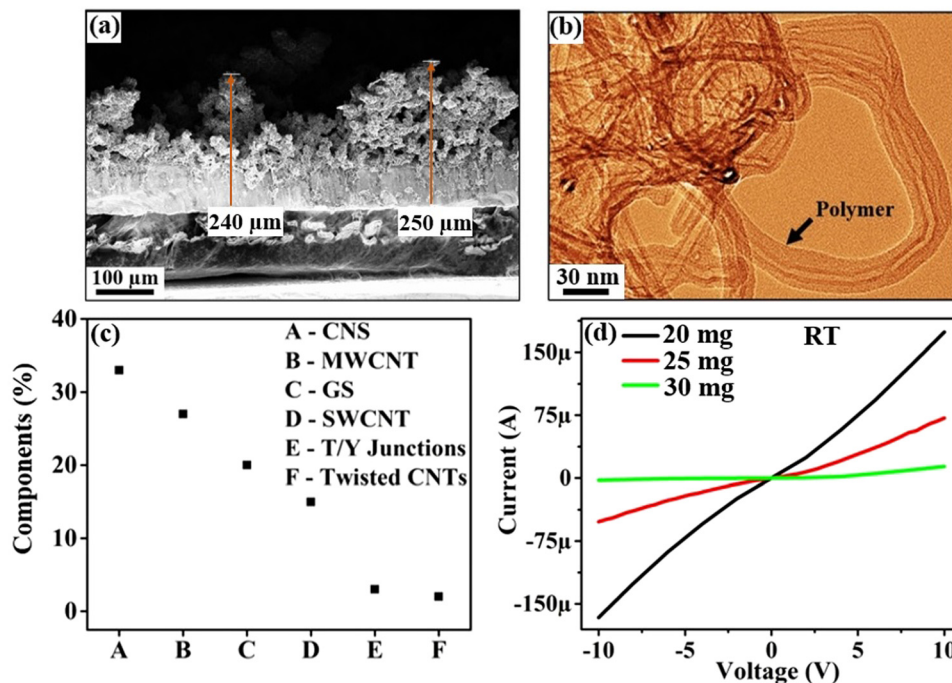 (a)
240 µm
250 µm
100 µm
(b)
Polymer
30 nm
(c)
Components (%)
40
30
20
10
0
A - CNS
B - MWCNT
C - GS
D - SWCNT
E - T/Y Junctions
F - Twisted CNTs
A B C D E F
(d)
20 mg
25 mg
30 mg
RT
Current (A)
150µ
75µ
0
-75µ
-150µ
-10 -5 0 5 10
Voltage (V)